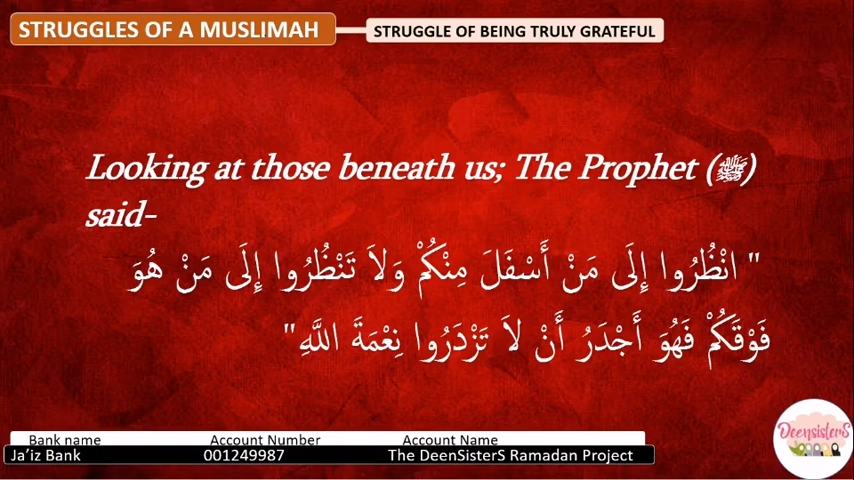 STRUGGLES OF A MUSLIMAH
STRUGGLE OF BEING TRULY GRATEFUL
Looking at those beneath us; The Prophet (ﷺ)
said-
" انْظُرُوا إِلَى مَنْ أَسْفَلَ مِنْكُمْ وَلاَ تَنْظُرُوا إِلَى مَنْ هُوَ
فَوْقَكُمْ فَهُوَ أَجْدَرُ أَنْ لاَ تَزْدَرُوا نِعْمَةَ اللَّهِ"
Bank name Account Number Account Name
Ja’iz Bank 001249987 The DeenSisterS Ramadan Project
DeensisterS